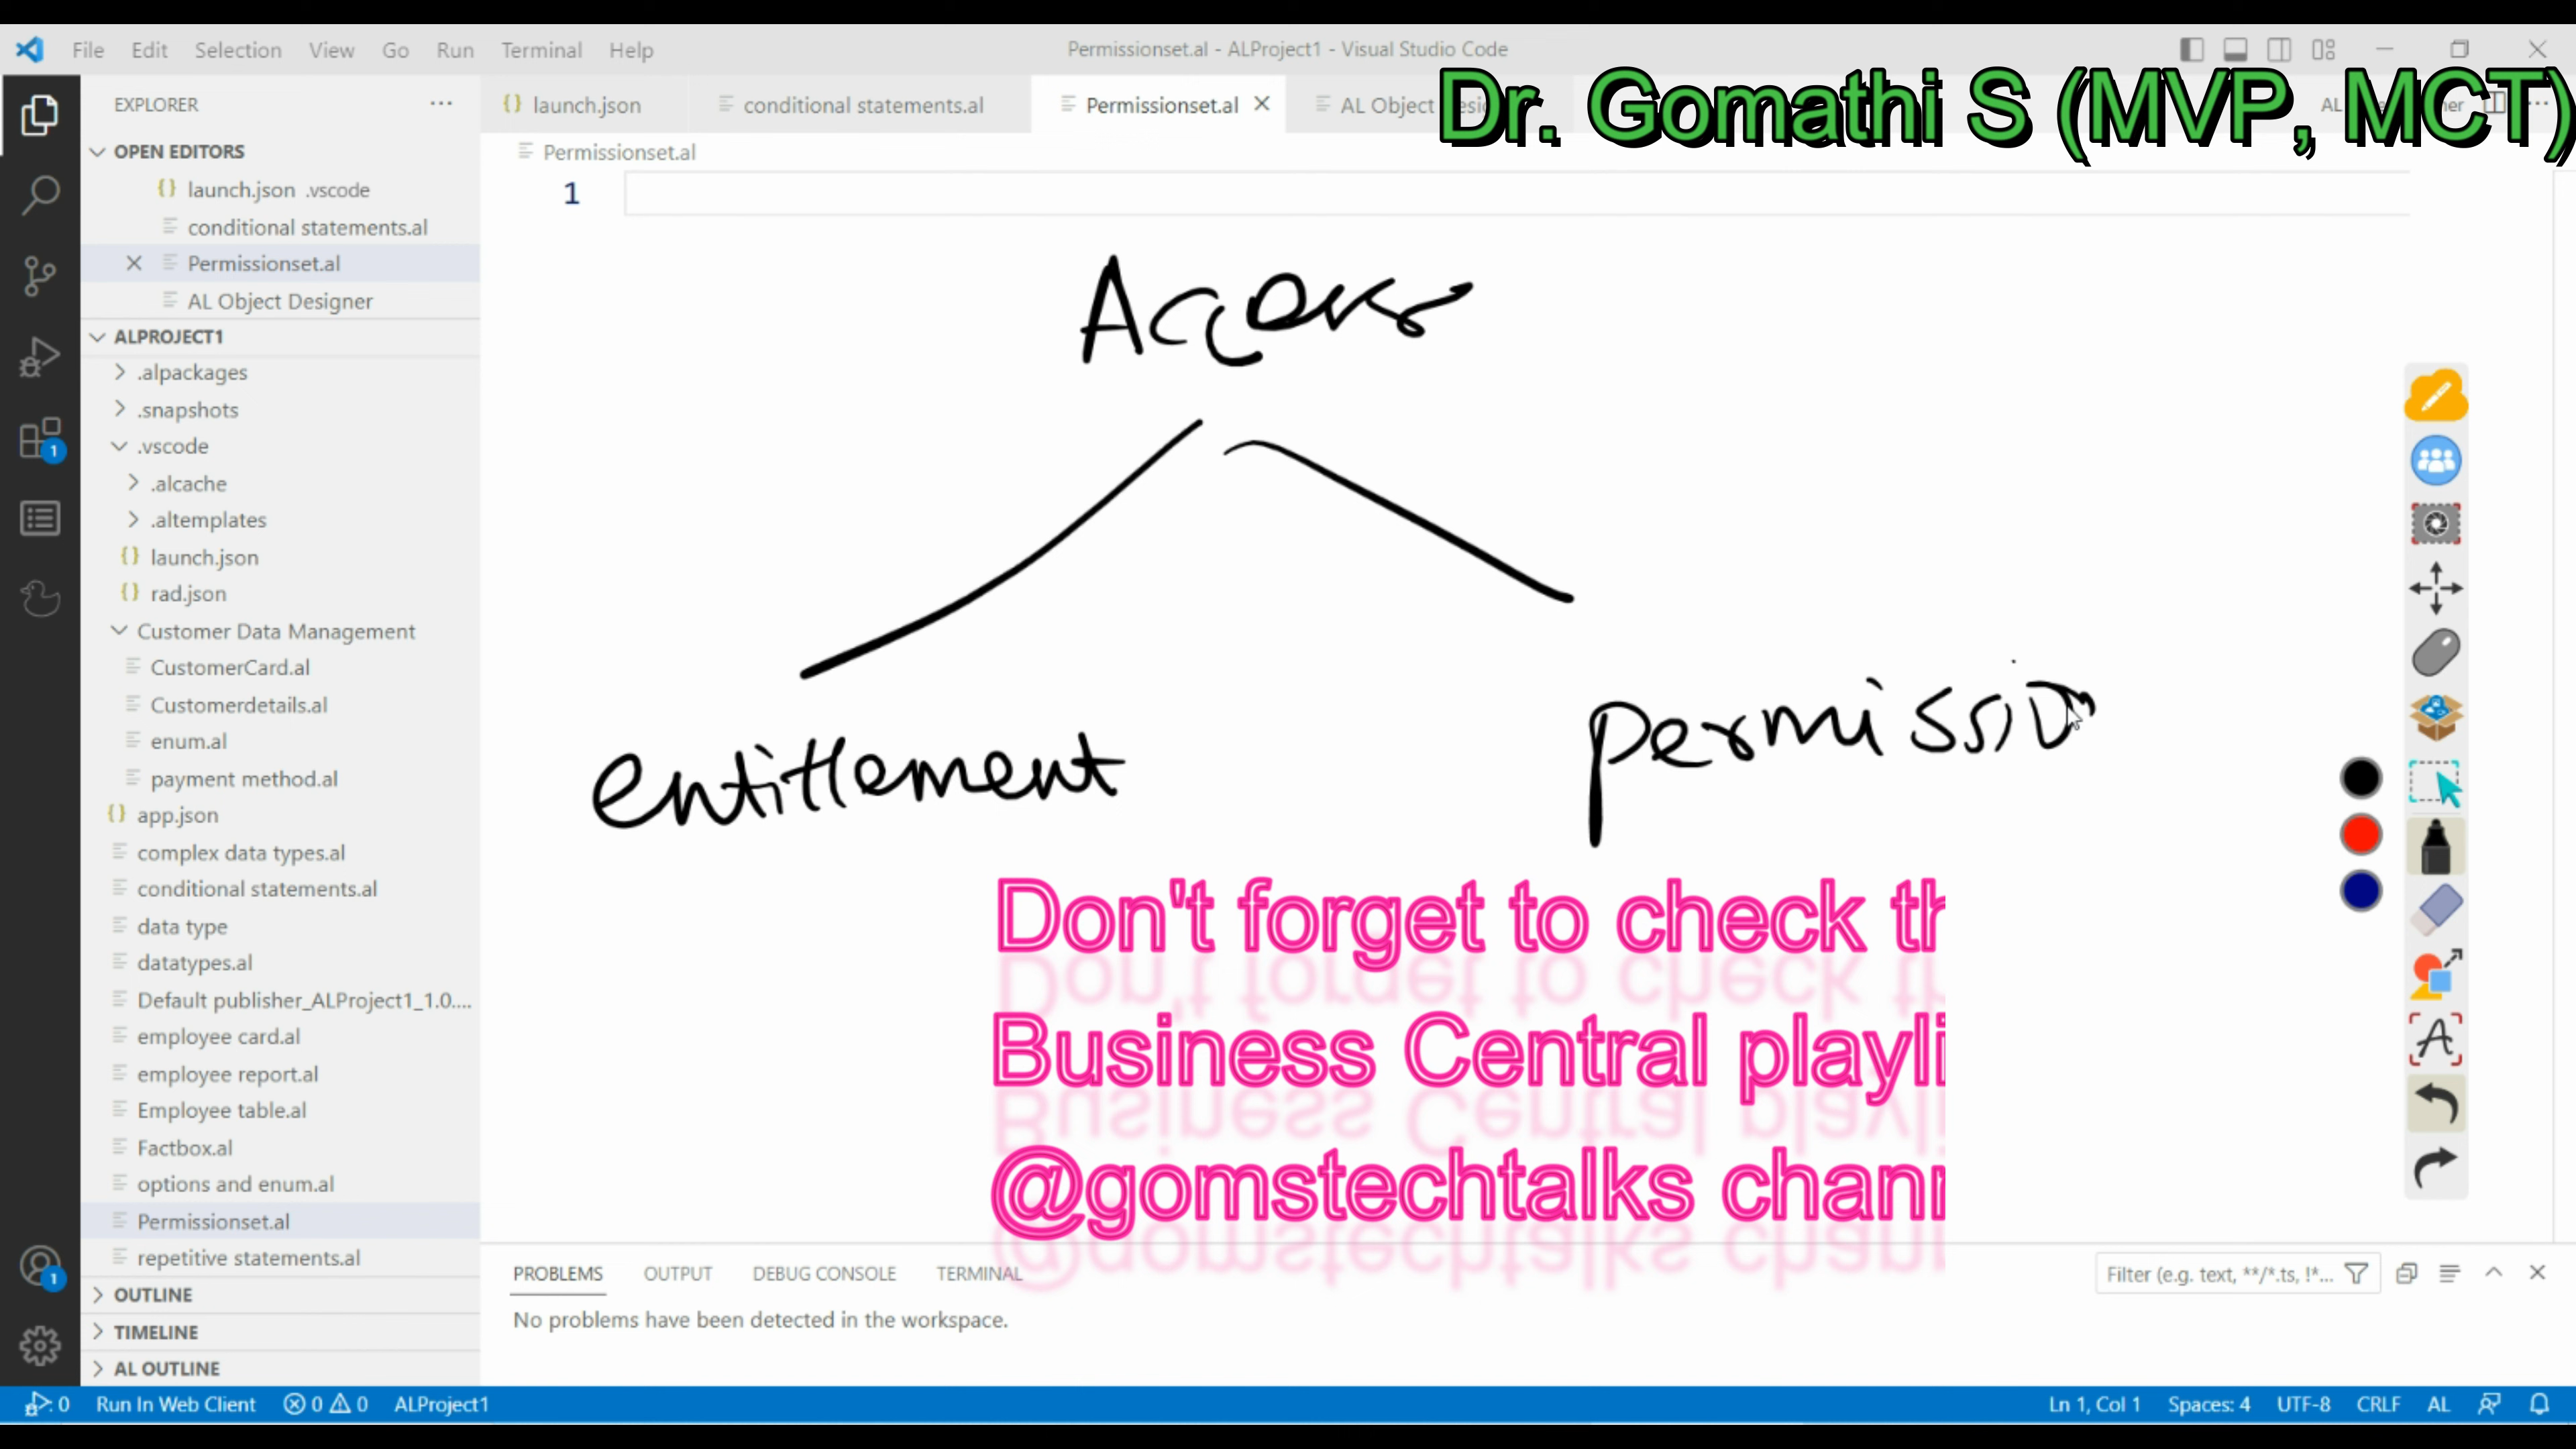 File Edit Selection View Go Run Terminal Help
Permissionset.al - ALProject1 - Visual Studio Code
Dr. Gomathi S (MVP, MCT)
EXPLORER
launch.json
conditional statements.al
Permissionset.al
AL Object
Permissionset.al
1
OPEN EDITORS
launch.json .vscode
conditional statements.al
Permissionset.al
AL Object Designer
ALPROJECT1
.alpackages
.snapshots
.vscode
.alcache
.altemplates
launch.json
rad.json
Customer Data Management
CustomerCard.al
Customerdetails.al
enum.al
payment method.al
app.json
complex data types.al
conditional statements.al
data type
datatypes.al
Default publisher_ALProject1_1.0....
employee card.al
employee report.al
Employee table.al
Factbox.al
options and enum.al
Permissionset.al
repetitive statements.al
OUTLINE
TIMELINE
AL OUTLINE
Access
entitlement
permissio
Don't forget to check th
Business Central playli
@gomstechtalks chann
PROBLEMS OUTPUT DEBUG CONSOLE TERMINAL
Filter (e.g. text, **/*.ts, !*...
No problems have been detected in the workspace.
0 Run In Web Client 0 0 ALProject1
Ln 1, Col 1 Spaces: 4 UTF-8 CRLF AL